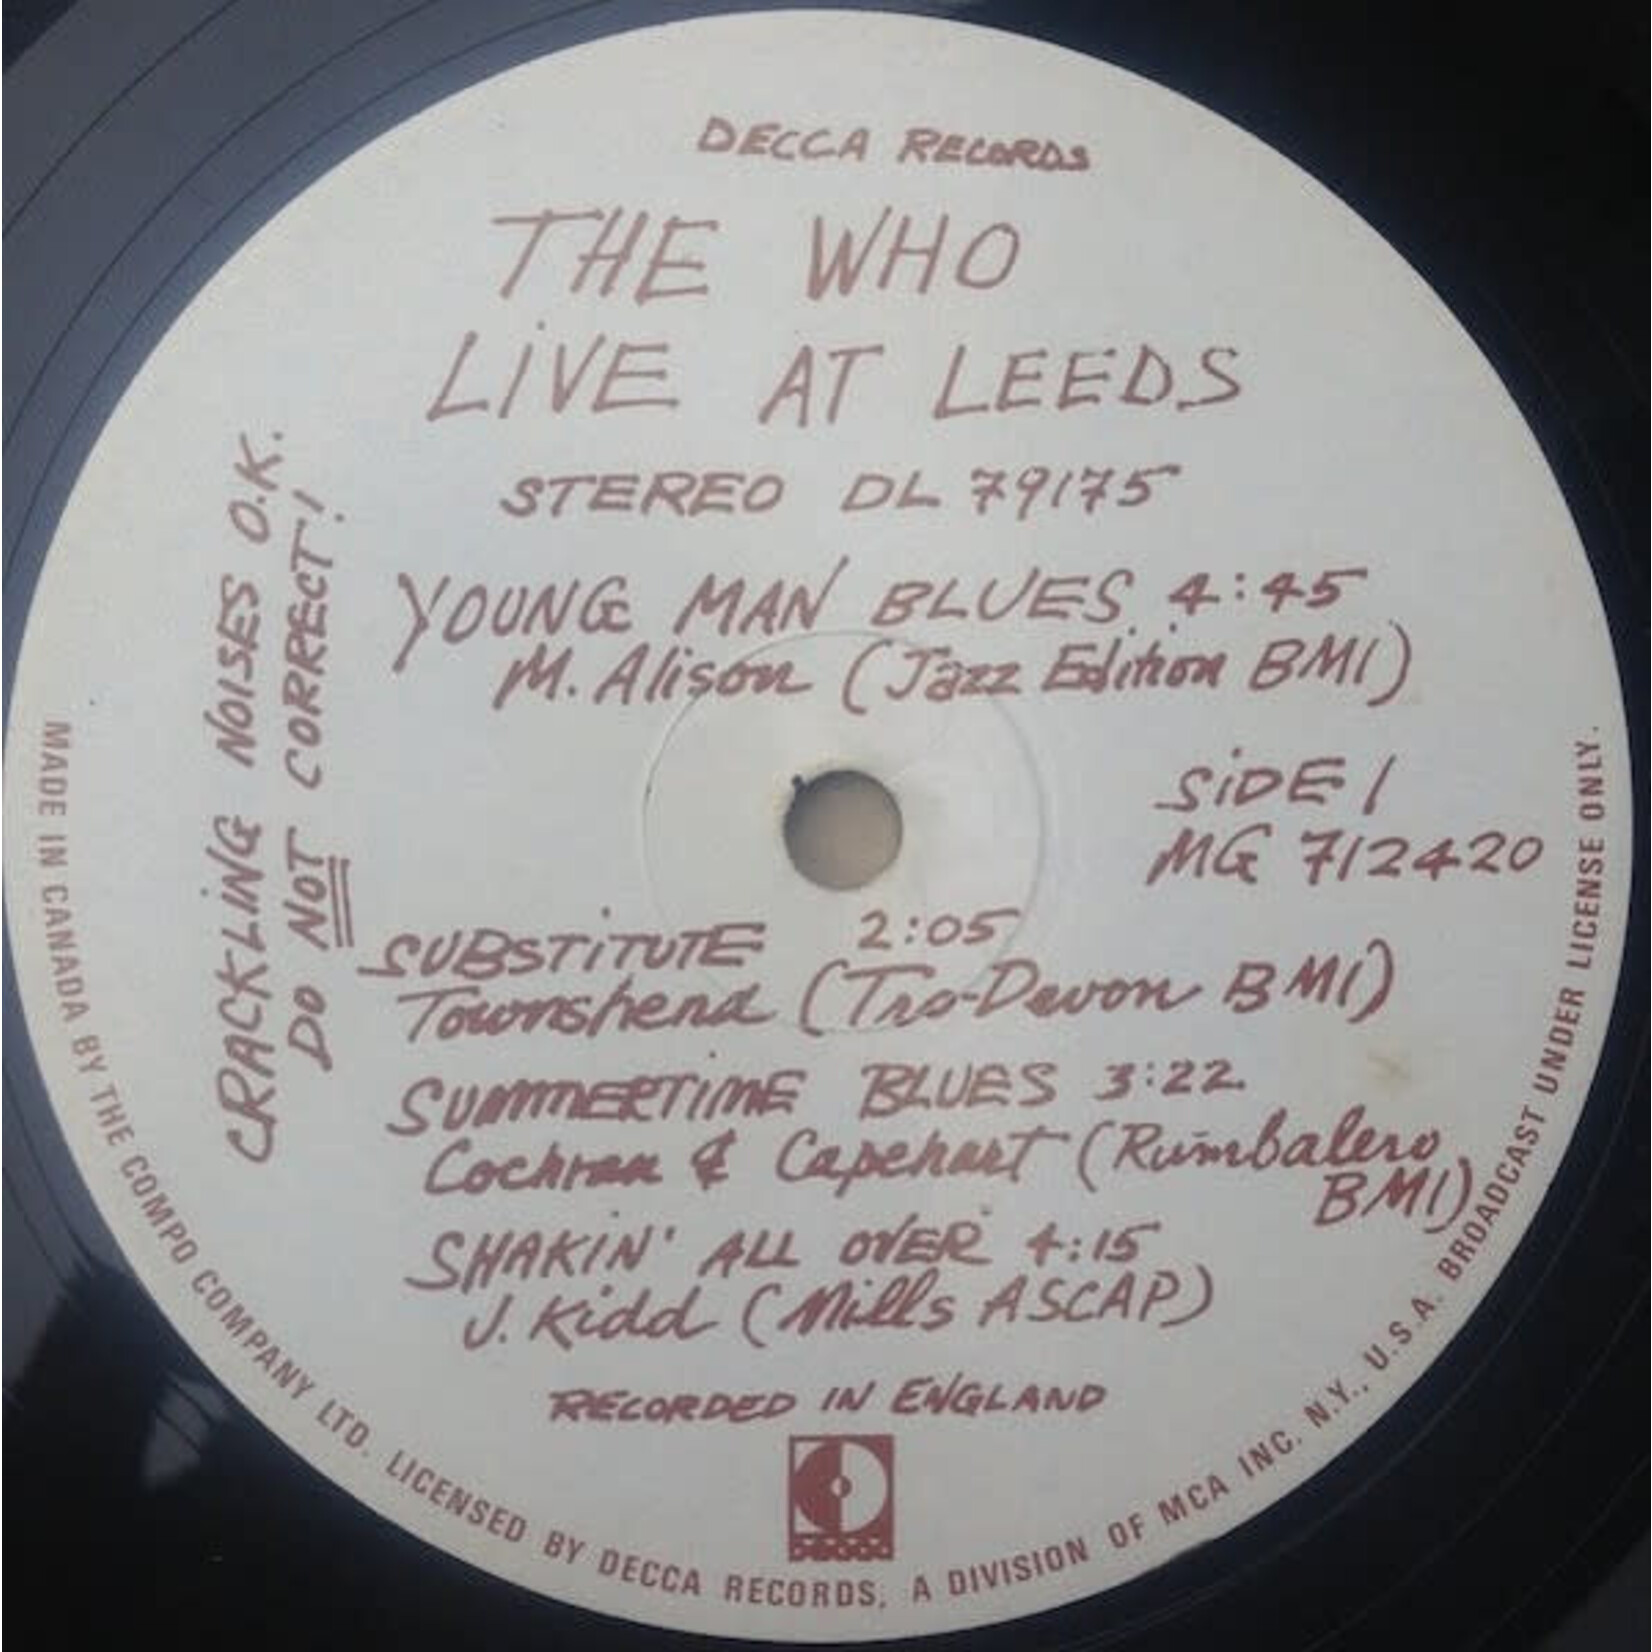 DECCA RECORDS
THE WHO
LIVE AT LEEDS
STEREO DL 79175
CRACKLING NOISES O.K.
DO NOT CORRECT!
YOUNG MAN BLUES 4:45
M. Alison (Jazz Edition BMI)
SIDE 1
MG 712420
SUBSTITUTE 2:05
Townshend (Tro-Devon BMI)
SUMMERTIME BLUES 3:22
Cochran & Capehart (Rumbalero
BMI)
SHAKIN' ALL OVER 4:15
J. Kidd (Mills ASCAP)
RECORDED IN ENGLAND
DECCA
MADE IN CANADA BY THE COMPO COMPANY LTD. LICENSED BY DECCA RECORDS, A DIVISION OF MCA INC. N.Y., U.S.A. BROADCAST UNDER LICENSE ONLY.